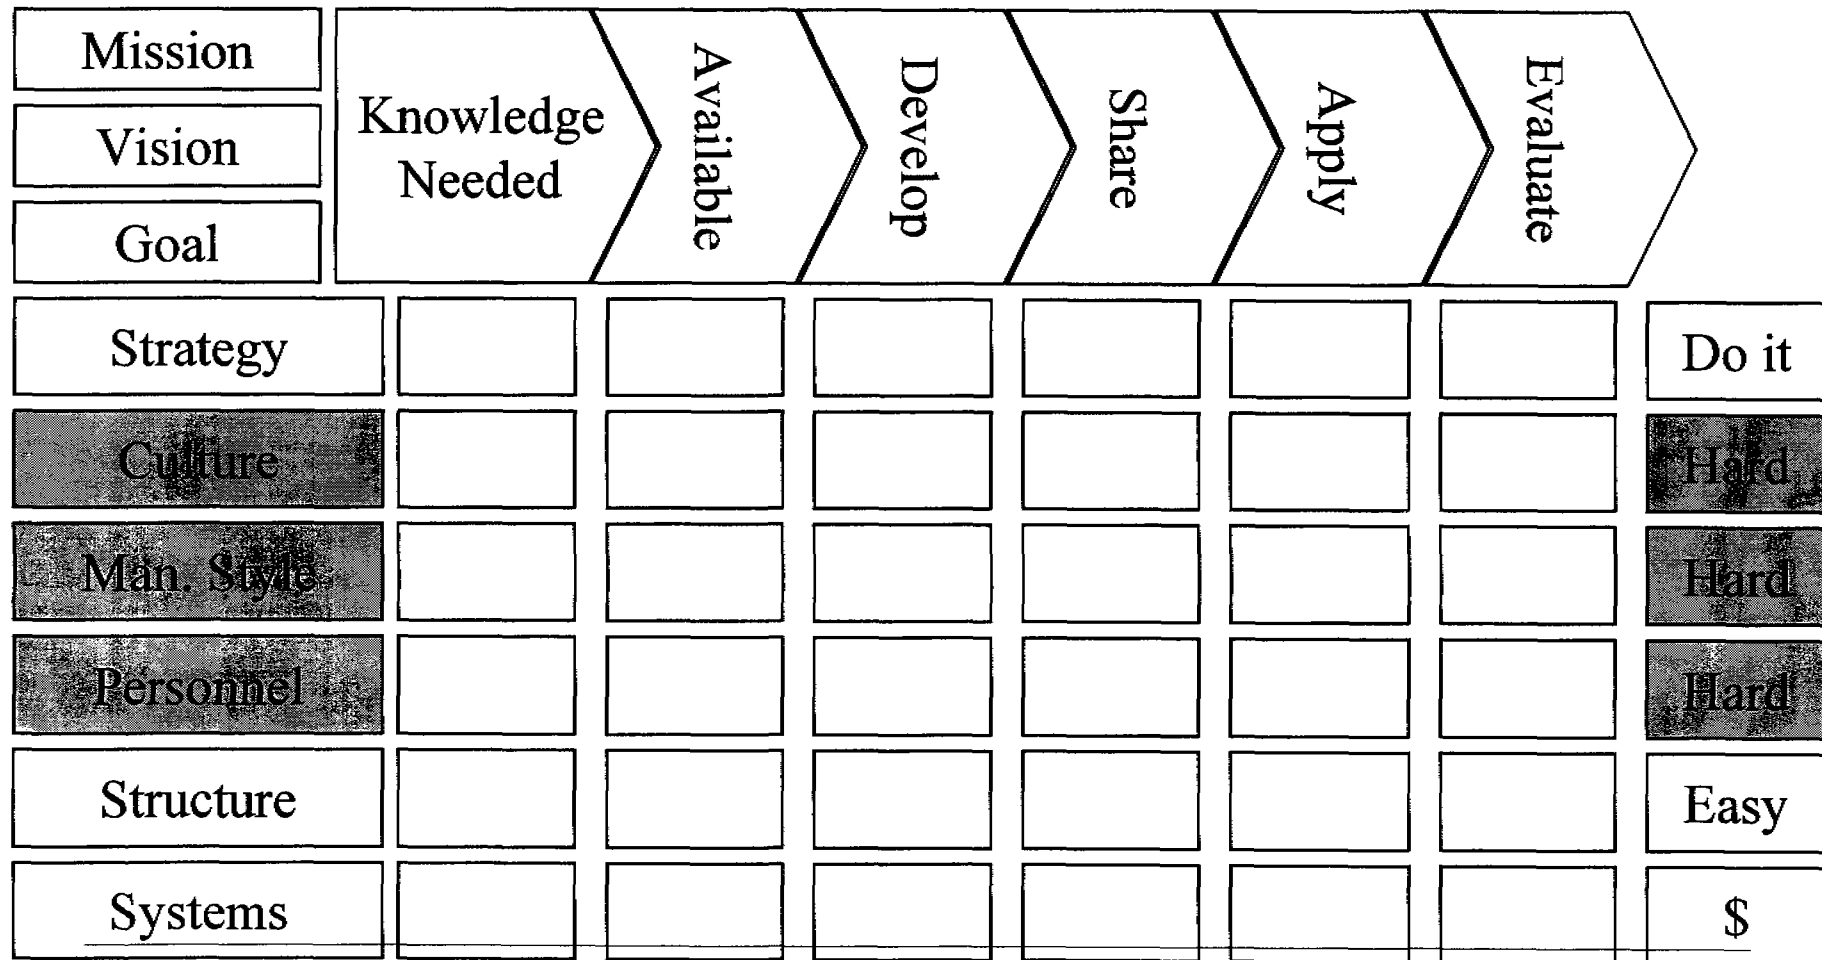 Mission
Vision
Goal
Knowledge
Needed
Available
Develop
Share
Apply
Evaluate
Strategy
Do it
Culture
Hard
Man. Style
Hard
Personnel
Hard
Structure
Easy
Systems
$